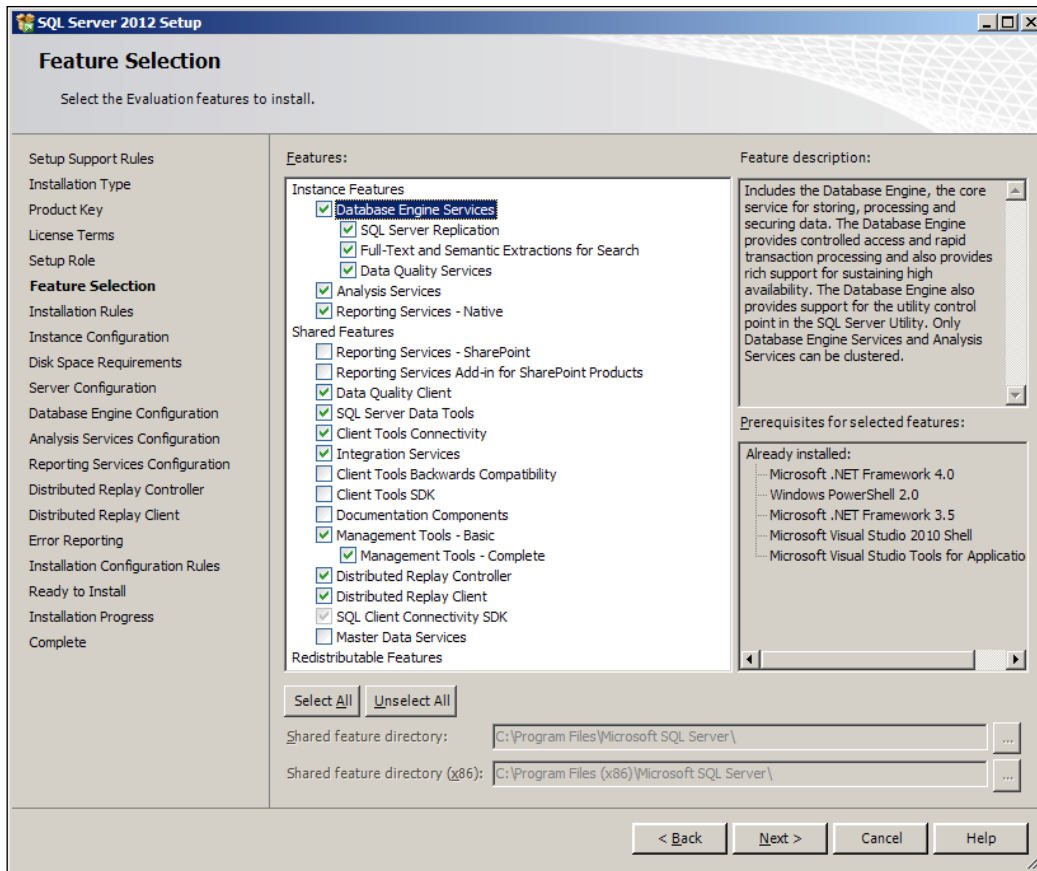 SQL Server 2012 Setup
Feature Selection
Select the Evaluation features to install.
Setup Support Rules
Installation Type
Product Key
License Terms
Setup Role
Feature Selection
Installation Rules
Instance Configuration
Disk Space Requirements
Server Configuration
Database Engine Configuration
Analysis Services Configuration
Reporting Services Configuration
Distributed Replay Controller
Distributed Replay Client
Error Reporting
Installation Configuration Rules
Ready to Install
Installation Progress
Complete
Features:
Instance Features
Database Engine Services
SQL Server Replication
Full-Text and Semantic Extractions for Search
Data Quality Services
Analysis Services
Reporting Services - Native
Shared Features
Reporting Services - SharePoint
Reporting Services Add-in for SharePoint Products
Data Quality Client
SQL Server Data Tools
Client Tools Connectivity
Integration Services
Client Tools Backwards Compatibility
Client Tools SDK
Documentation Components
Management Tools - Basic
Management Tools - Complete
Distributed Replay Controller
Distributed Replay Client
SQL Client Connectivity SDK
Master Data Services
Redistributable Features
Feature description:
Includes the Database Engine, the core
service for storing, processing and
securing data. The Database Engine
provides controlled access and rapid
transaction processing and also provides
rich support for sustaining high
availability. The Database Engine also
provides support for the utility control
point in the SQL Server Utility. Only
Database Engine Services and Analysis
Services can be clustered.
Prerequisites for selected features:
Already installed:
Microsoft .NET Framework 4.0
Windows PowerShell 2.0
Microsoft .NET Framework 3.5
Microsoft Visual Studio 2010 Shell
Microsoft Visual Studio Tools for Applicatio
Select All
Unselect All
Shared feature directory:
C:\Program Files\Microsoft SQL Server\
...
Shared feature directory (x86):
C:\Program Files (x86)\Microsoft SQL Server\
...
< Back
Next >
Cancel
Help